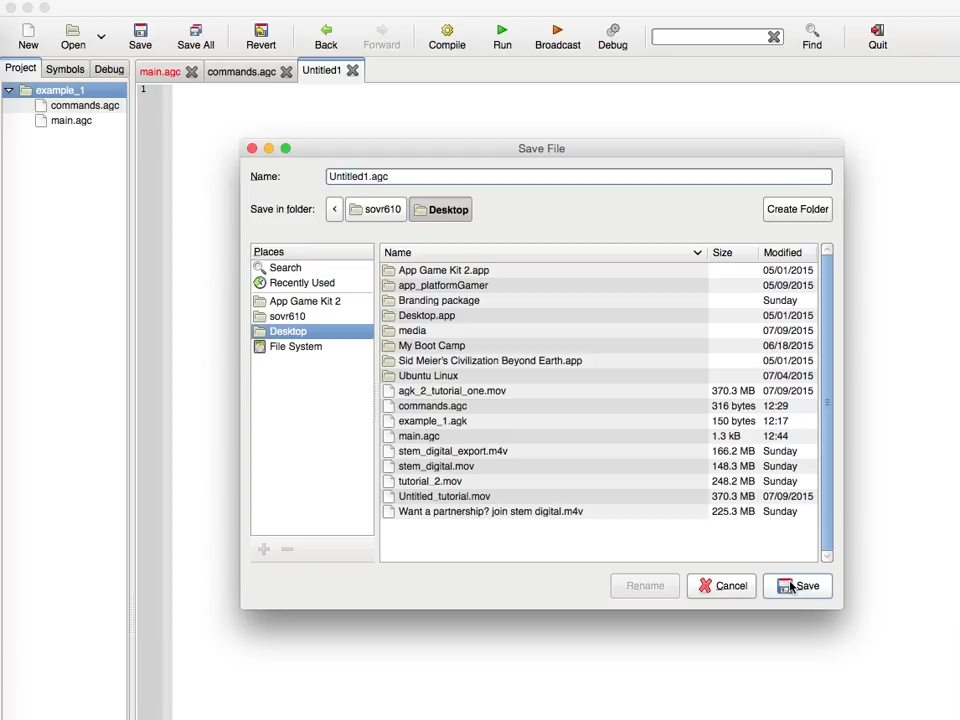 New
Open
Save
Save All
Revert
Back
Forward
Compile
Run
Broadcast
Debug
Find
Quit
Project
Symbols
Debug
main.agc
commands.agc
Untitled1
example_1
commands.agc
main.agc
1
Save File
Name:
Untitled1.agc
Save in folder:
<
sovr610
Desktop
Create Folder
Places
Search
Recently Used
App Game Kit 2
sovr610
Desktop
File System
Name Size Modified
App Game Kit 2.app 05/01/2015
app_platformGamer 05/09/2015
Branding package Sunday
Desktop.app 05/01/2015
media 07/09/2015
My Boot Camp 06/18/2015
Sid Meier's Civilization Beyond Earth.app 05/01/2015
Ubuntu Linux 07/04/2015
agk_2_tutorial_one.mov 370.3 MB 07/09/2015
commands.agc 316 bytes 12:29
example_1.agk 150 bytes 12:17
main.agc 1.3 kB 12:44
stem_digital_export.m4v 166.2 MB Sunday
stem_digital.mov 148.3 MB Sunday
tutorial_2.mov 248.2 MB Sunday
Untitled_tutorial.mov 370.3 MB 07/09/2015
Want a partnership? join stem digital.m4v 225.3 MB Sunday
Rename
Cancel
Save